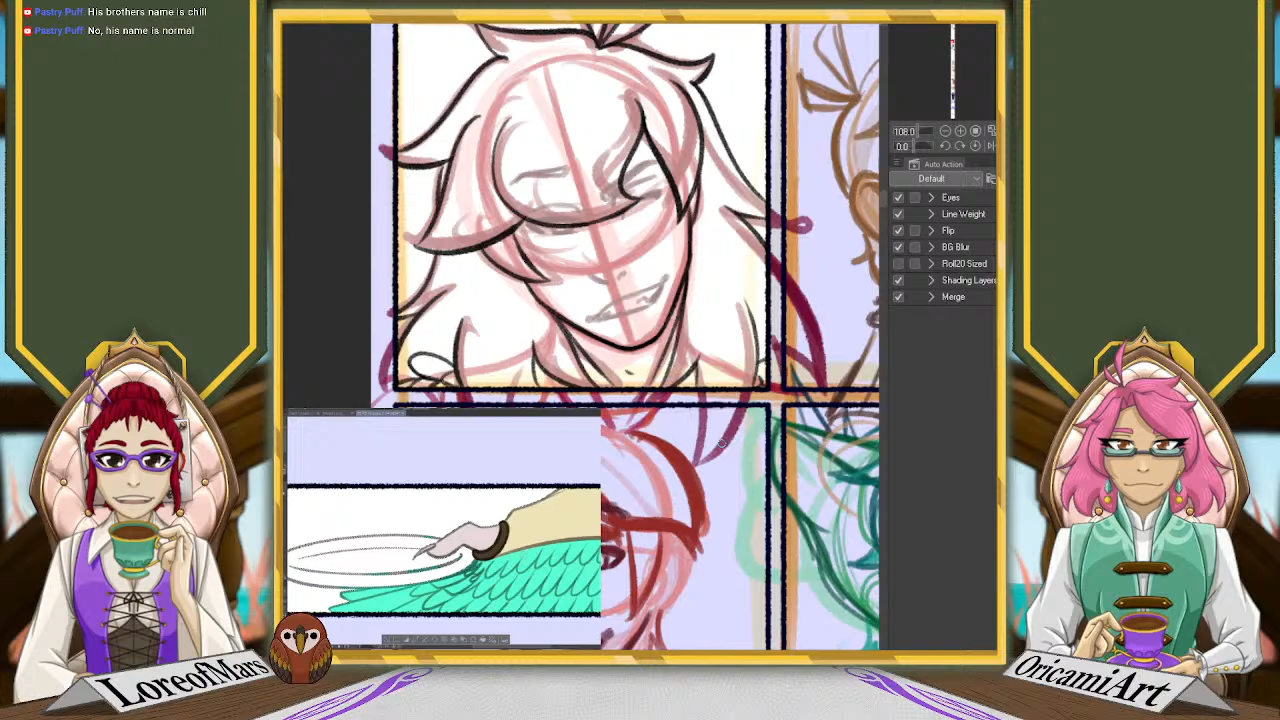 Pastry Puff His brothers name is chill
Pastry Puff No, his name is normal
108.0
0.0
Auto Action
Default
Eyes
Line Weight
Flip
BG Blur
Roll20 Sized
Shading Layers
Merge
LoreofMars
OricamiArt